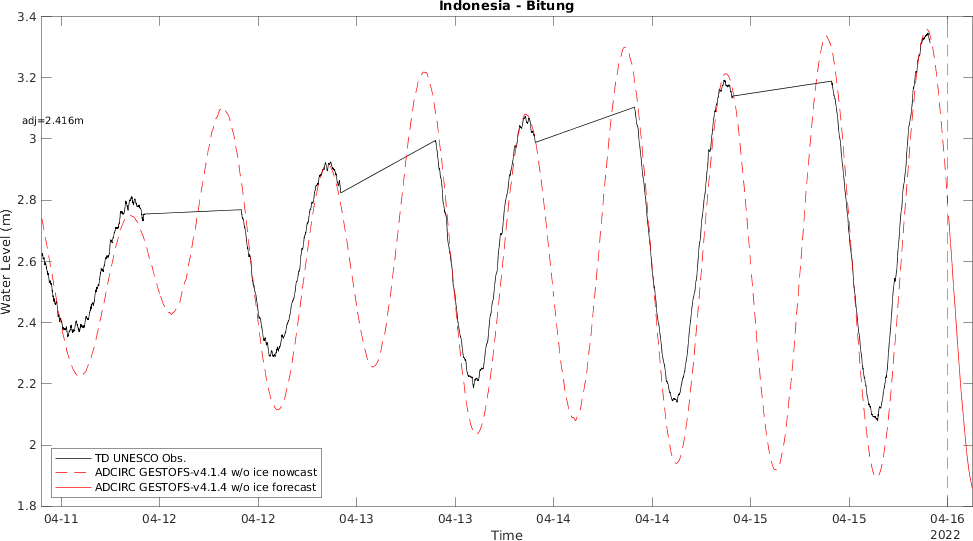 Indonesia - Bitung
3.4
3.2
adj=2.416m
3
2.8
2.6
2.4
2.2
2
1.8
Water Level (m)
TD UNESCO Obs.
ADCIRC GESTOFS-v4.1.4 w/o ice nowcast
ADCIRC GESTOFS-v4.1.4 w/o ice forecast
04-11 04-12 04-12 04-13 04-13 04-14 04-14 04-15 04-15 04-16
2022
Time